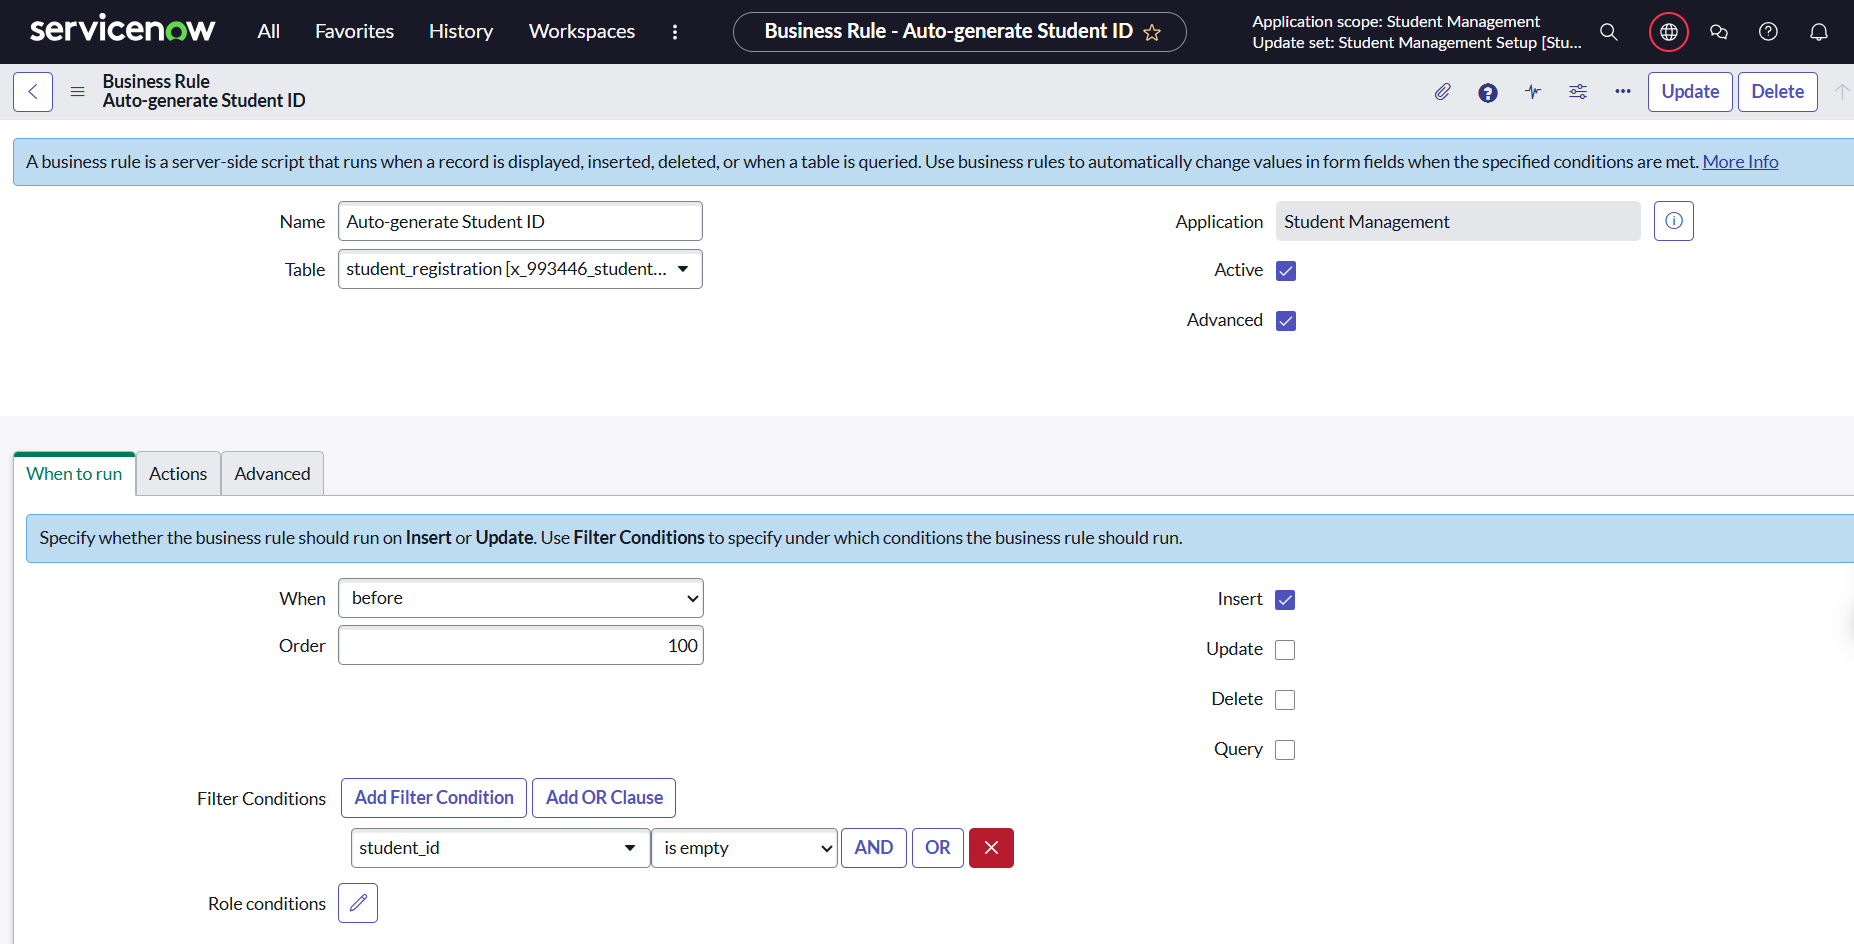 servicenow All Favorites History Workspaces Business Rule - Auto-generate Student ID Application scope: Student Management
Update set: Student Management Setup [Stu...
Business Rule
Auto-generate Student ID
Update Delete
A business rule is a server-side script that runs when a record is displayed, inserted, deleted, or when a table is queried. Use business rules to automatically change values in form fields when the specified conditions are met. More Info
Name Auto-generate Student ID Application Student Management
Table student_registration [x_993446_student... Active
Advanced
When to run Actions Advanced
Specify whether the business rule should run on Insert or Update. Use Filter Conditions to specify under which conditions the business rule should run.
When before Insert
Order 100 Update
Delete
Query
Filter Conditions Add Filter Condition Add OR Clause
student_id is empty AND OR
Role conditions